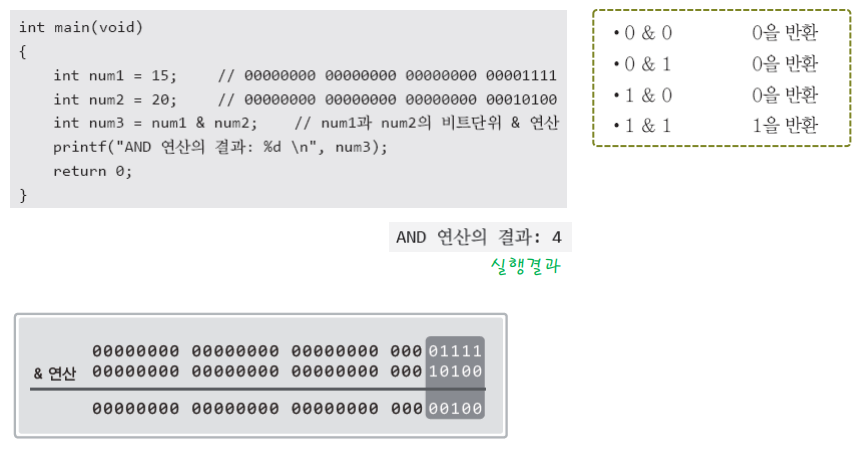 int main(void)
{
    int num1 = 15;     // 00000000 00000000 00000000 00001111
    int num2 = 20;     // 00000000 00000000 00000000 00010100
    int num3 = num1 & num2;    // num1과 num2의 비트단위 & 연산
    printf("AND 연산의 결과: %d \n", num3);
    return 0;
}
• 0 & 0 0을 반환
• 0 & 1 0을 반환
• 1 & 0 0을 반환
• 1 & 1 1을 반환
AND 연산의 결과: 4
실행결과
00000000 00000000 00000000 00001111
& 연산 00000000 00000000 00000000 00010100
00000000 00000000 00000000 00000100